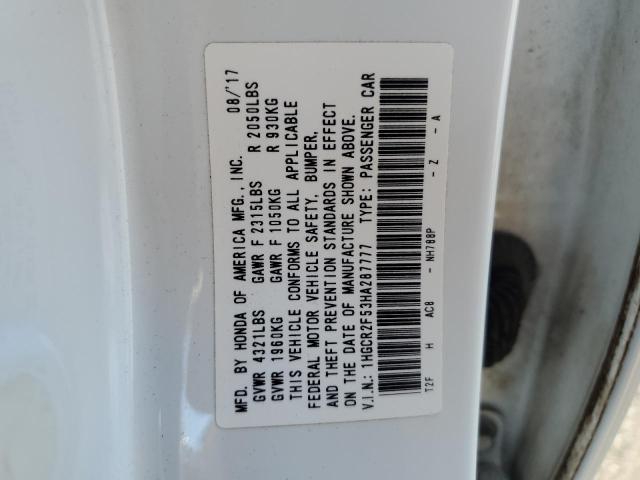 MFD. BY HONDA OF AMERICA MFG., INC. 08/'17
GVWR 4321LBS GAWR F 2315LBS R 2050LBS
GVWR 1960KG GAWR F 1050KG R 930KG
THIS VEHICLE CONFORMS TO ALL APPLICABLE
FEDERAL MOTOR VEHICLE SAFETY, BUMPER,
AND THEFT PREVENTION STANDARDS IN EFFECT
ON THE DATE OF MANUFACTURE SHOWN ABOVE.
V.I.N.: 1HGCR2F53HA287777 TYPE: PASSENGER CAR
T2F H AC8 - NH788P - Z - A